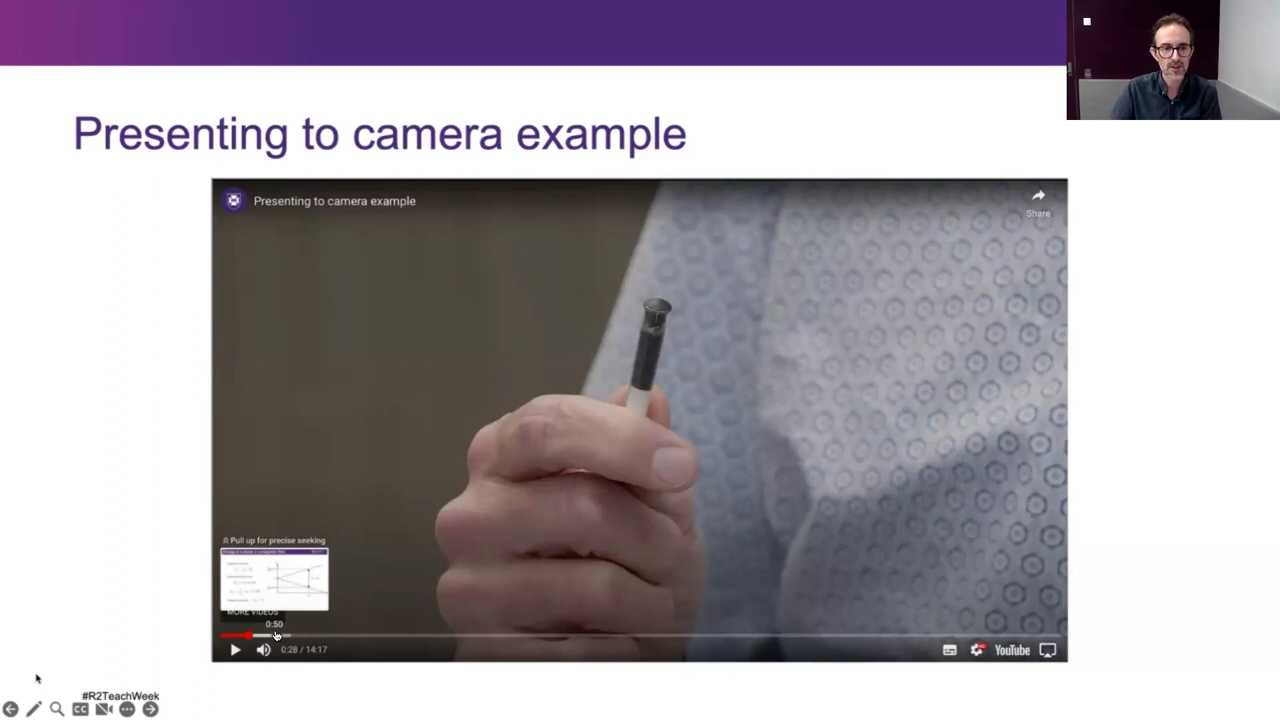 Presenting to camera example
Presenting to camera example
Share
Pull up for precise seeking
MORE VIDEOS
0:50
0:28 / 14:17
YouTube
#R2TeachWeek
CC